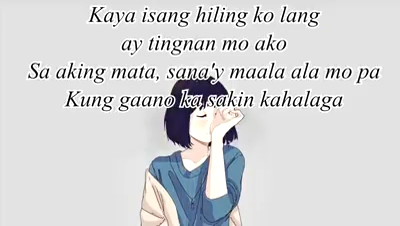 Kaya isang hiling ko lang
ay tingnan mo ako
Sa aking mata, sana'y maala ala mo pa
Kung gaano ka sakin kahalaga